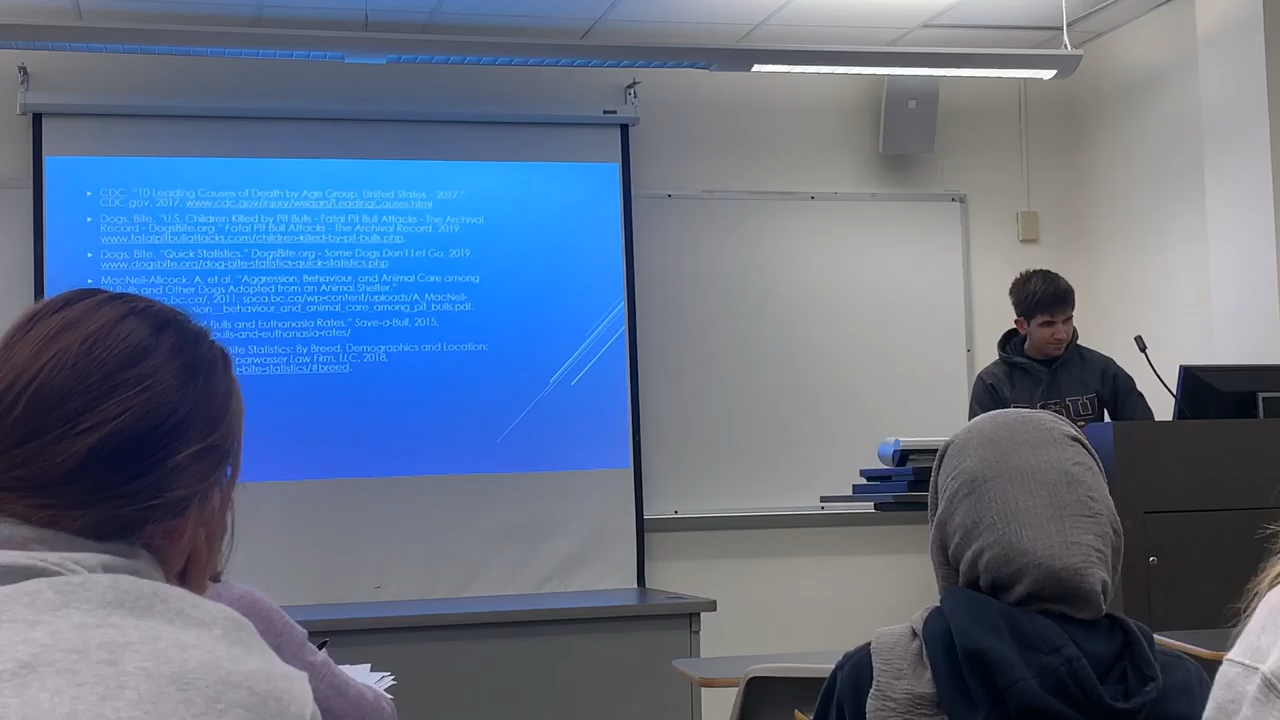 CDC. "10 Leading Causes of Death by Age Group, United States - 2017."
CDC.gov, 2017, www.cdc.gov/injury/wisqars/LeadingCauses.html
Dogs, Bite. "U.S. Children Killed by Pit Bulls - Fatal Pit Bull Attacks - The Archival
Record - DogsBite.org." Fatal Pit Bull Attacks - The Archival Record, 2019,
www.fatalpitbullattacks.com/children-killed-by-pit-bulls.php.
Dogs, Bite. "Quick Statistics." DogsBite.org - Some Dogs Don't Let Go, 2019,
www.dogsbite.org/dog-bite-statistics-quick-statistics.php.
MacNeil-Allcock, A, et al. "Aggression, Behaviour, and Animal Care among
Pit Bulls and Other Dogs Adopted from an Animal Shelter."
.bc.ca/, 2011, spca.bc.ca/wp-content/uploads/A_MacNeil-
behaviour_and_animal_care_among_pit_bulls.pdf.
Bulls and Euthanasia Rates." Save-a-Bull, 2015,
-bulls-and-euthanasia-rates/
Bite Statistics: By Breed, Demographics and Location:
Law Firm, LLC, 2018,
-bite-statistics/#breed.